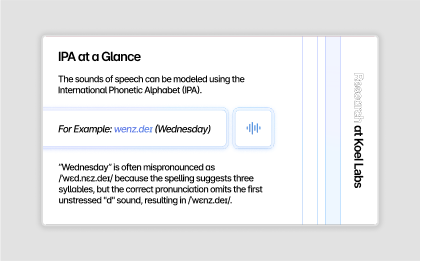 IPA at a Glance
The sounds of speech can be modeled using the
International Phonetic Alphabet (IPA).
For Example: wenz.deɪ (Wednesday)
"Wednesday" is often mispronounced as
/'wɛd.nɛz.deɪ/ because the spelling suggests three
syllables, but the correct pronunciation omits the first
unstressed "d" sound, resulting in /'wɛnz.deɪ/.
Research at Koel Labs